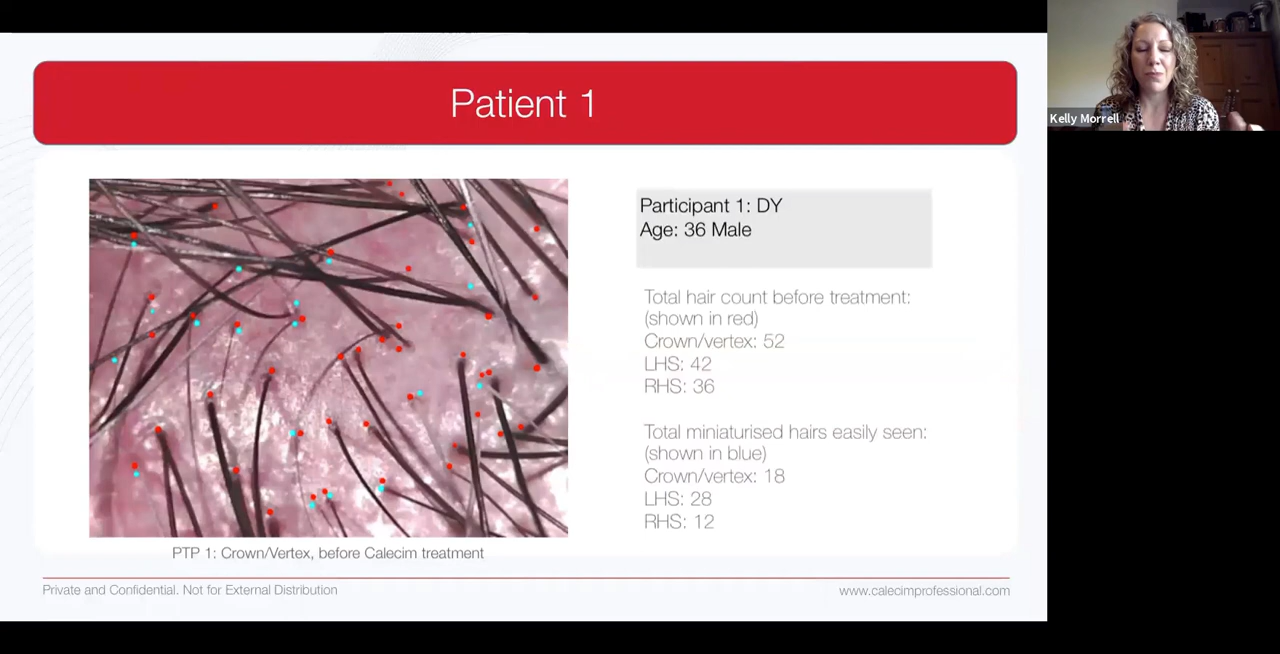 Patient 1
Kelly Morrell
Participant 1: DY
Age: 36 Male
Total hair count before treatment:
(shown in red)
Crown/vertex: 52
LHS: 42
RHS: 36
Total miniaturised hairs easily seen:
(shown in blue)
Crown/vertex: 18
LHS: 28
RHS: 12
PTP 1: Crown/Vertex, before Calecim treatment
Private and Confidential. Not for External Distribution
www.calecimprofessional.com